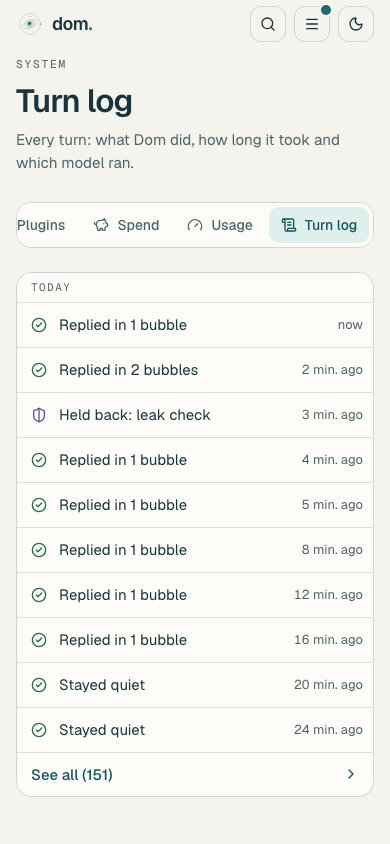 dom.
SYSTEM
Turn log
Every turn: what Dom did, how long it took and
which model ran.
Plugins Spend Usage Turn log
TODAY
Replied in 1 bubble now
Replied in 2 bubbles 2 min. ago
Held back: leak check 3 min. ago
Replied in 1 bubble 4 min. ago
Replied in 1 bubble 5 min. ago
Replied in 1 bubble 8 min. ago
Replied in 1 bubble 12 min. ago
Replied in 1 bubble 16 min. ago
Stayed quiet 20 min. ago
Stayed quiet 24 min. ago
See all (151)